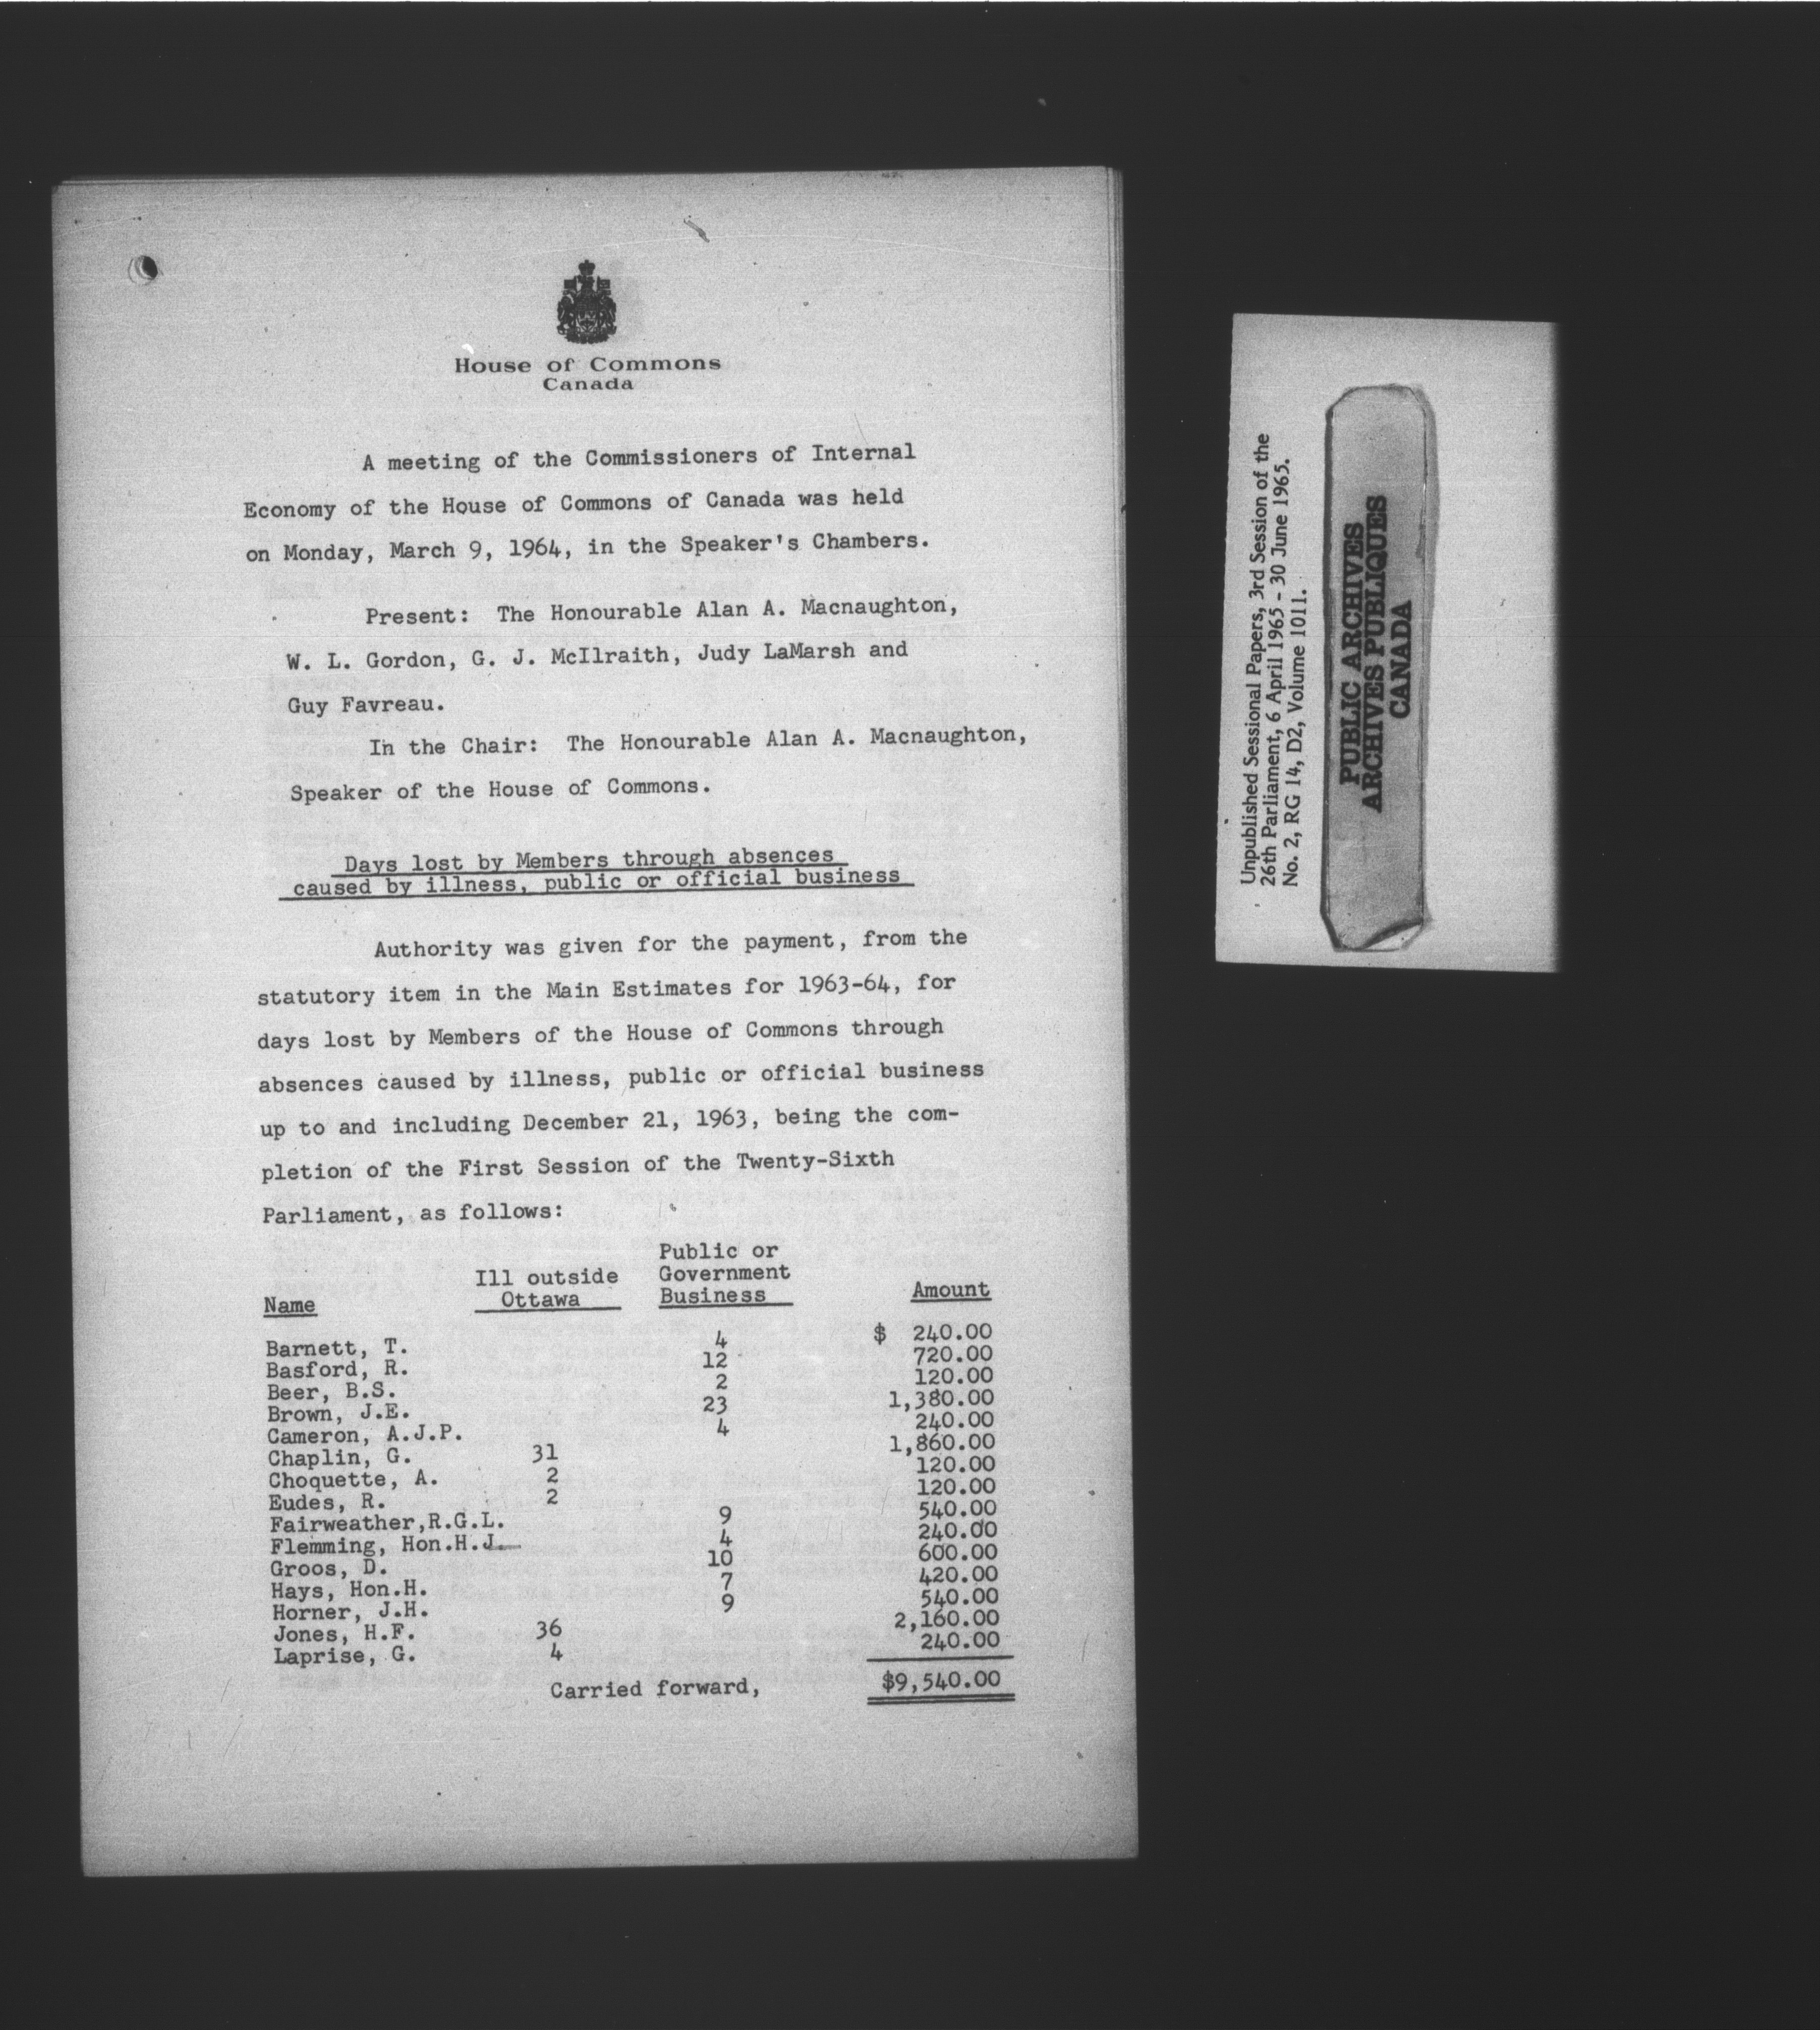 House of Commons
Canada
A meeting of the Commissioners of Internal
Economy of the House of Commons of Canada was held
on Monday, March 9, 1964, in the Speaker's Chambers.
Present: The Honourable Alan A. Macnaughton,
W. L. Gordon, G. J. McIlraith, Judy LaMarsh and
Guy Favreau.
In the Chair: The Honourable Alan A. Macnaughton,
Speaker of the House of Commons.
Days lost by Members through absences
caused by illness, public or official business
Authority was given for the payment, from the
statutory item in the Main Estimates for 1963-64, for
days lost by Members of the House of Commons through
absences caused by illness, public or official business
up to and including December 21, 1963, being the com-
pletion of the First Session of the Twenty-Sixth
Parliament, as follows:
Name Ill outside Ottawa Public or Government Business Amount
Barnett, T. 4 $ 240.00
Basford, R. 12 720.00
Beer, B.S. 2 120.00
Brown, J.E. 23 1,380.00
Cameron, A.J.P. 4 240.00
Chaplin, G. 31 1,860.00
Choquette, A. 2 120.00
Eudes, R. 2 120.00
Fairweather,R.G.L. 9 540.00
Flemming, Hon.H.J. 4 240.00
Groos, D. 10 600.00
Hays, Hon.H. 7 420.00
Horner, J.H. 9 540.00
Jones, H.F. 36 2,160.00
Laprise, G. 4 240.00
Carried forward, $9,540.00
Unpublished Sessional Papers, 3rd Session of the
26th Parliament, 6 April 1965 - 30 June 1965.
No. 2, RG 14, D2, Volume 1011.
PUBLIC ARCHIVES
ARCHIVES PUBLIQUES
CANADA